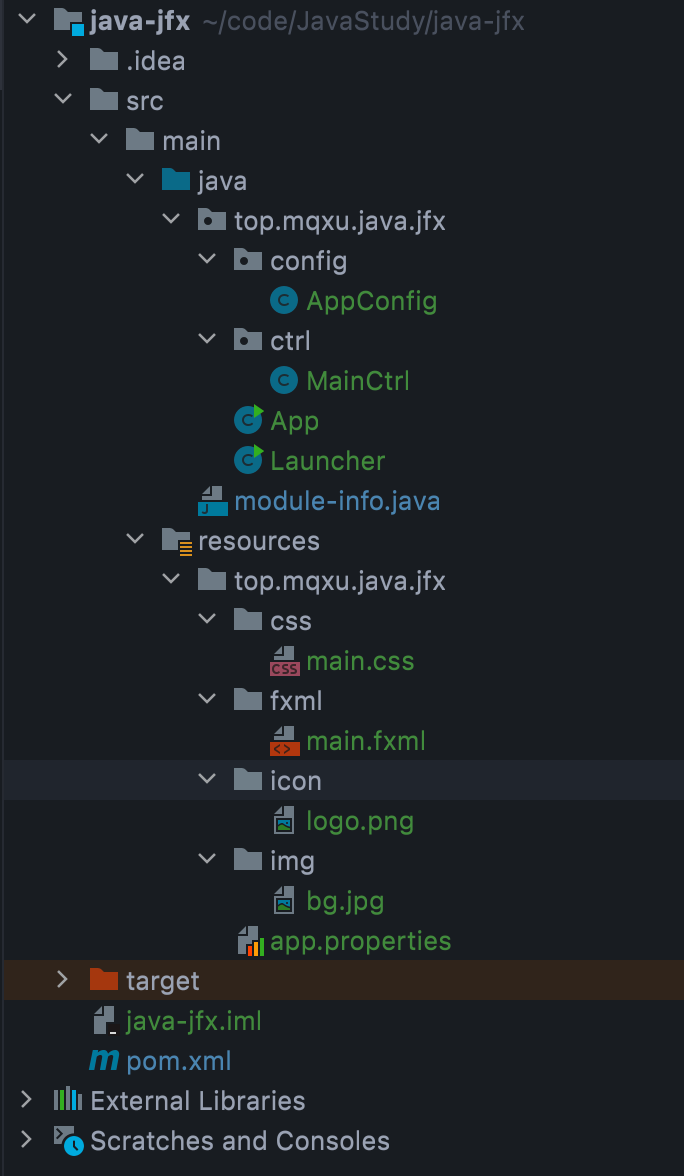 java-jfx ~/code/JavaStudy/java-jfx
.idea
src
main
java
top.mqxu.java.jfx
config
C AppConfig
ctrl
C MainCtrl
C App
C Launcher
J module-info.java
resources
top.mqxu.java.jfx
css
CSS main.css
fxml
<> main.fxml
icon
logo.png
img
bg.jpg
app.properties
target
java-jfx.iml
m pom.xml
External Libraries
Scratches and Consoles